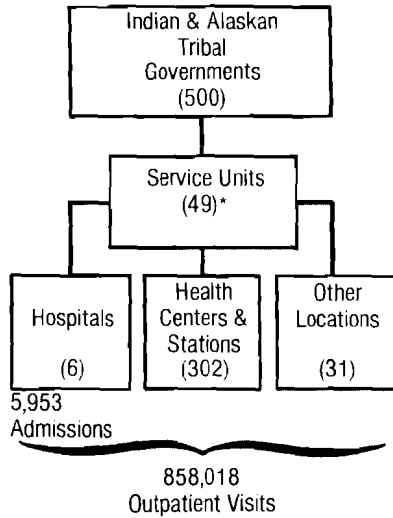 Indian & Alaskan
Tribal
Governments
(500)
Service Units
(49)*
Hospitals
(6)
Health
Centers &
Stations
(302)
Other
Locations
(31)
5,953
Admissions
858,018
Outpatient Visits